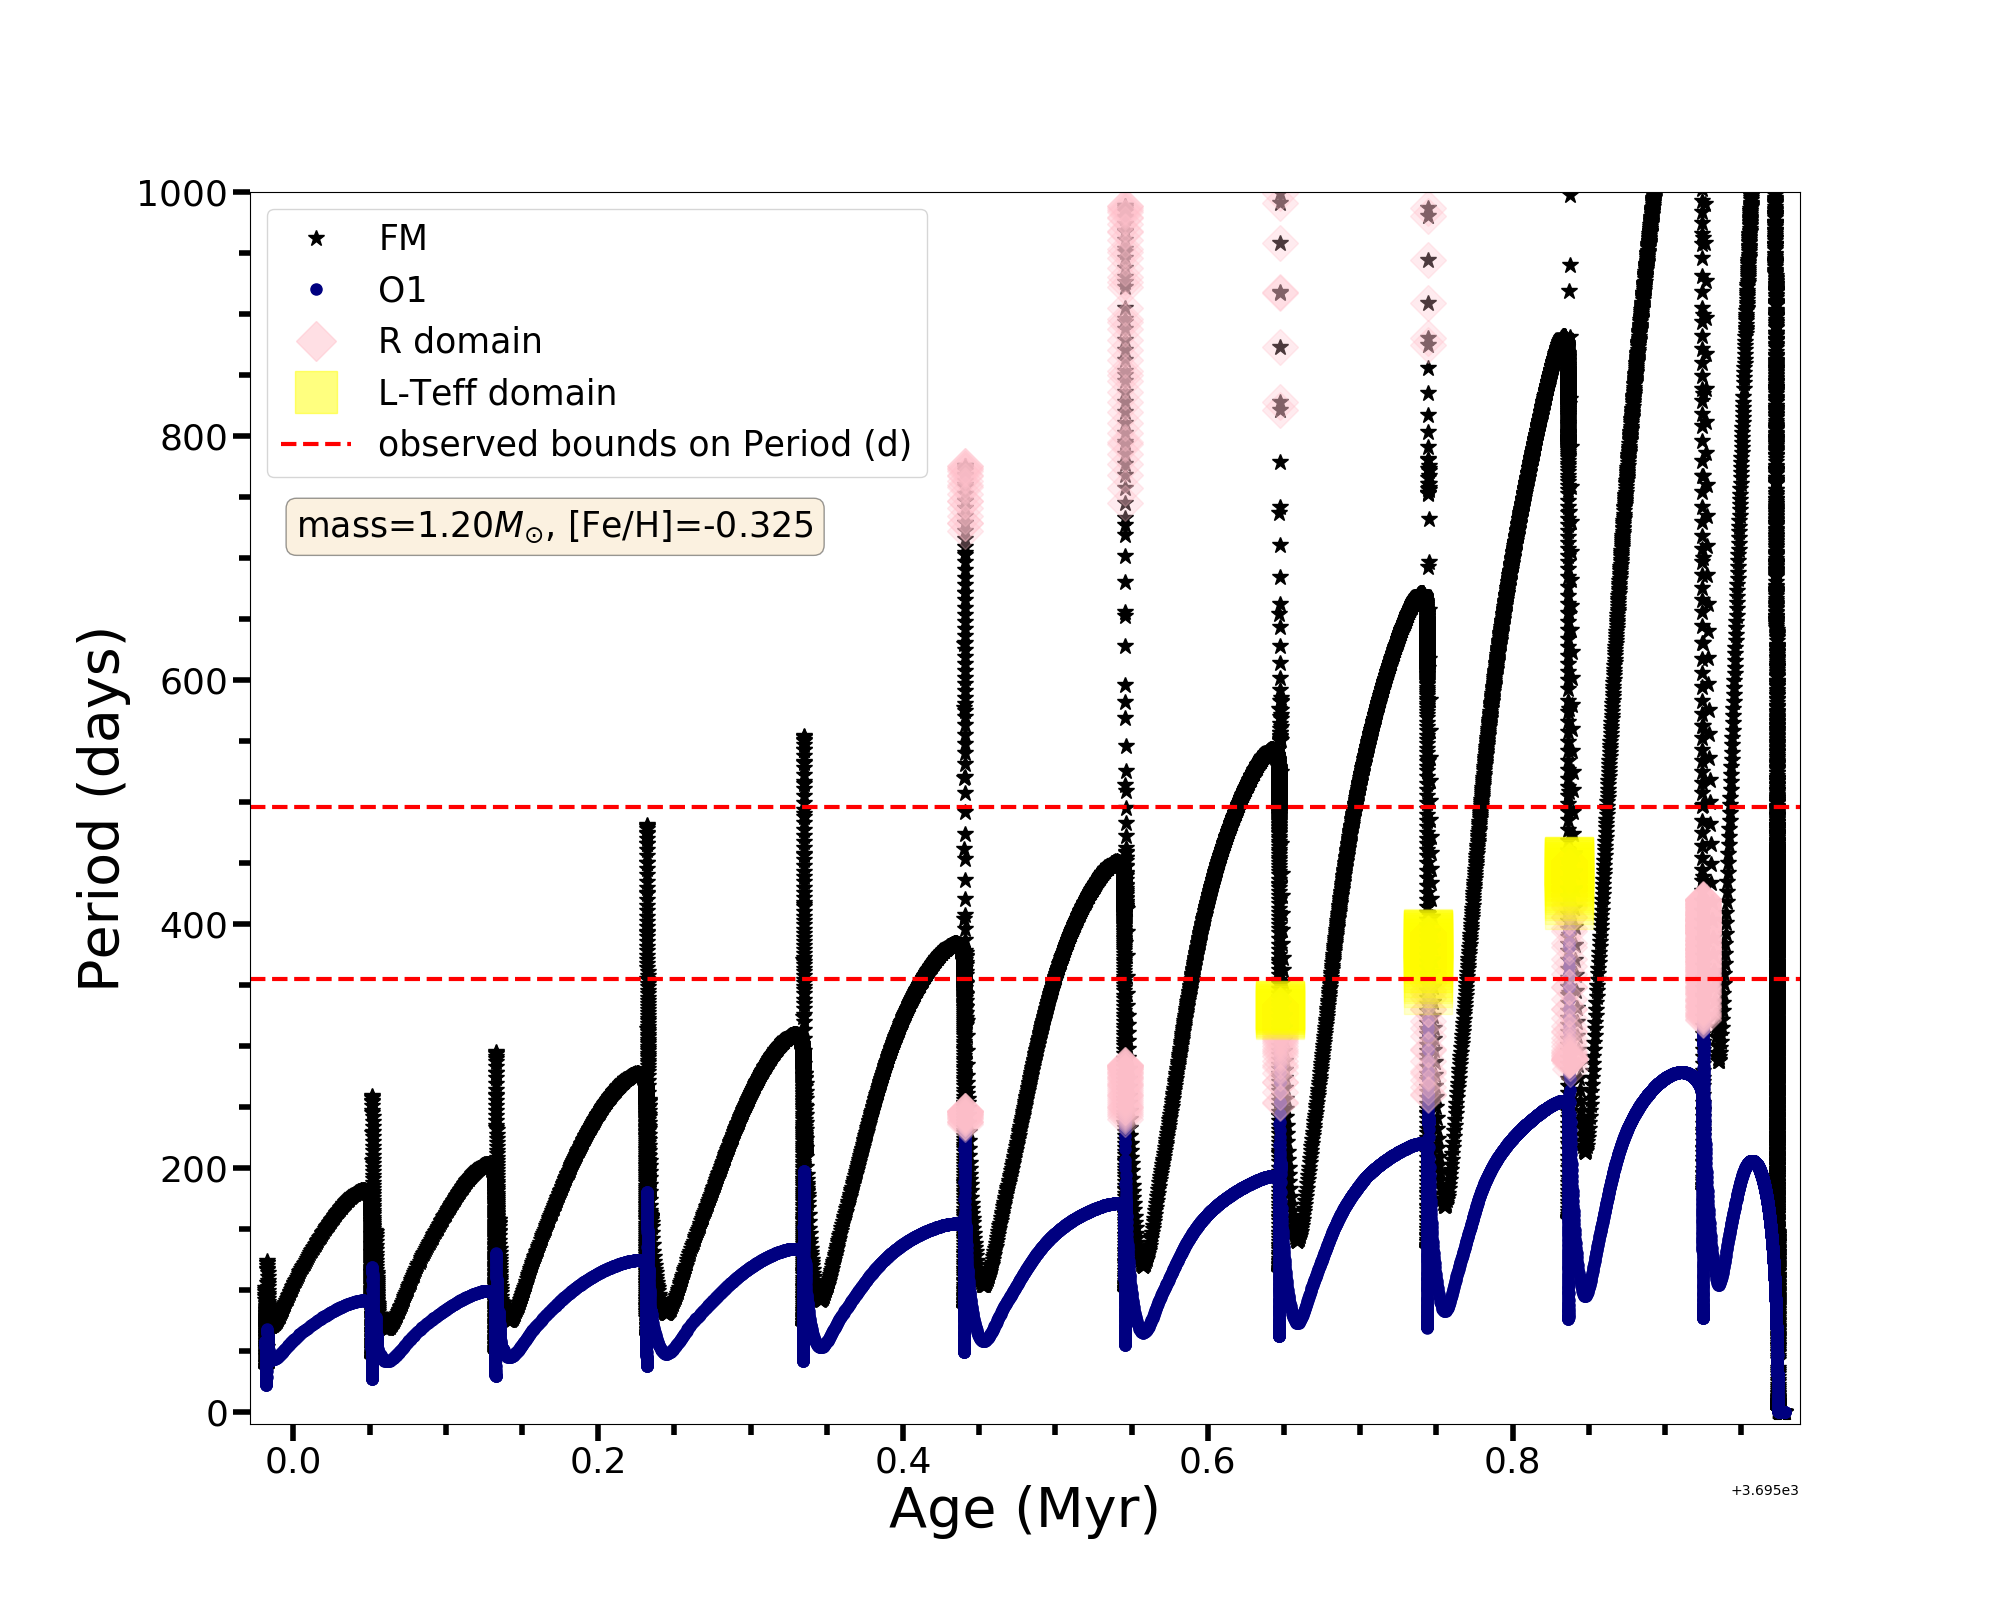 1000
800
600
400
200
0
Period (days)
FM
O1
R domain
L-Teff domain
observed bounds on Period (d)
mass=1.20M⊙, [Fe/H]=-0.325
0.0 0.2 0.4 0.6 0.8
+3.695e3
Age (Myr)